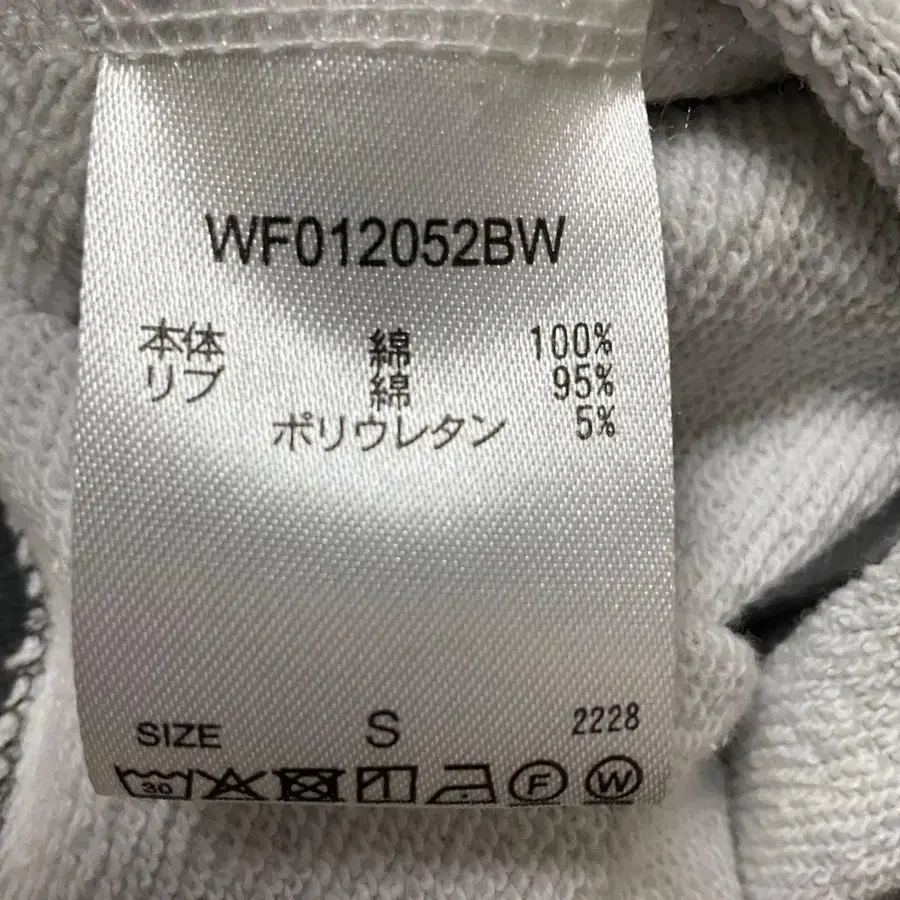 WF012052BW
本体 綿 100%
リブ 綿 95%
ポリウレタン 5%
SIZE S 2228
30 F W